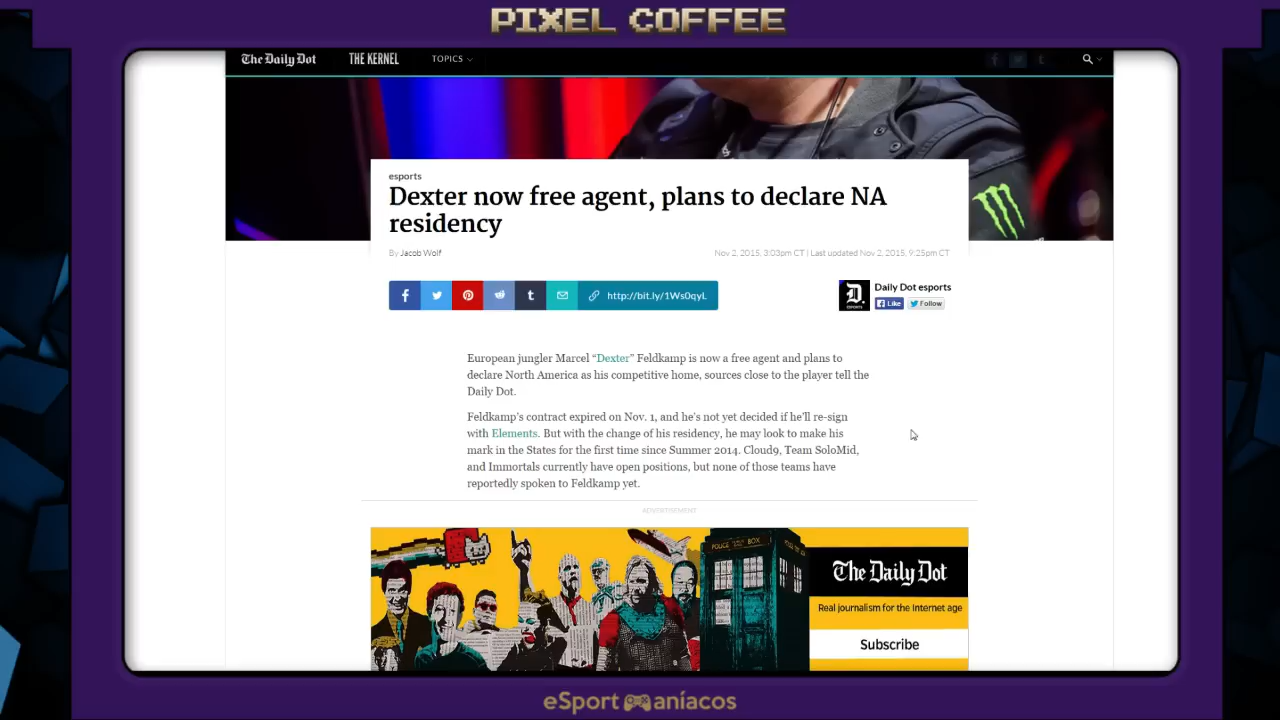 PIXEL COFFEE
The Daily Dot THE KERNEL TOPICS
esports
Dexter now free agent, plans to declare NA
residency
By Jacob Wolf Nov 2, 2015, 3:03pm CT | Last updated Nov 2, 2015, 9:25pm CT
http://bit.ly/1Ws0qyL
Daily Dot esports
Like Follow
D.
ESPORTS
European jungler Marcel “Dexter” Feldkamp is now a free agent and plans to
declare North America as his competitive home, sources close to the player tell the
Daily Dot.
Feldkamp’s contract expired on Nov. 1, and he’s not yet decided if he’ll re-sign
with Elements. But with the change of his residency, he may look to make his
mark in the States for the first time since Summer 2014. Cloud9, Team SoloMid,
and Immortals currently have open positions, but none of those teams have
reportedly spoken to Feldkamp yet.
ADVERTISEMENT
POLICE BOX
The Daily Dot
Real journalism for the Internet age
Subscribe
eSport maníacos